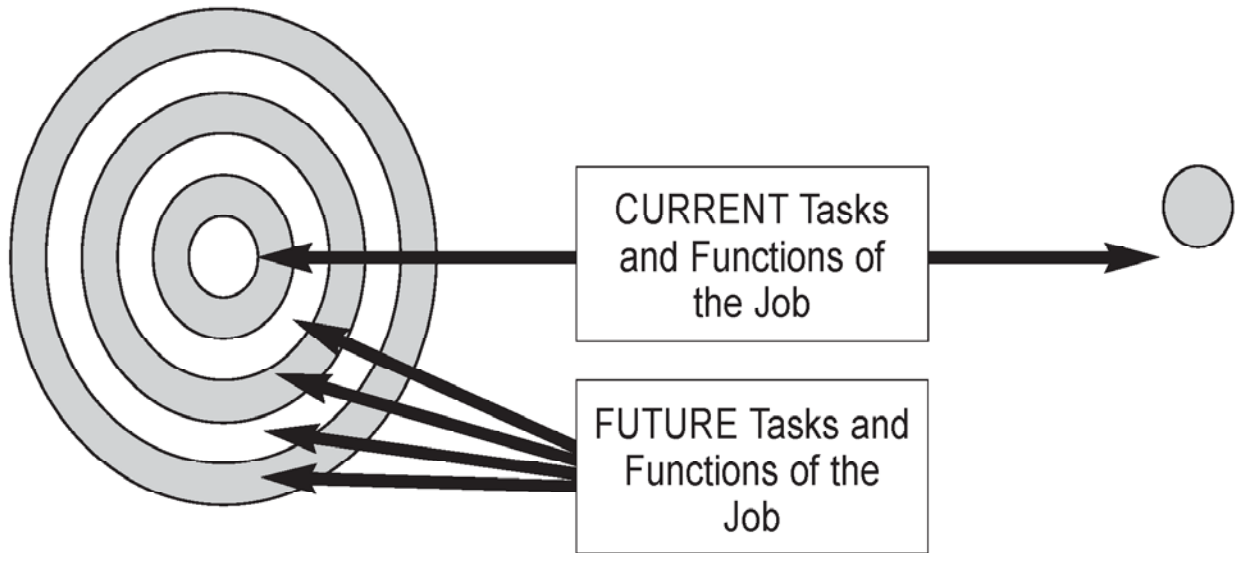 CURRENT Tasks
and Functions of
the Job
FUTURE Tasks and
Functions of the
Job